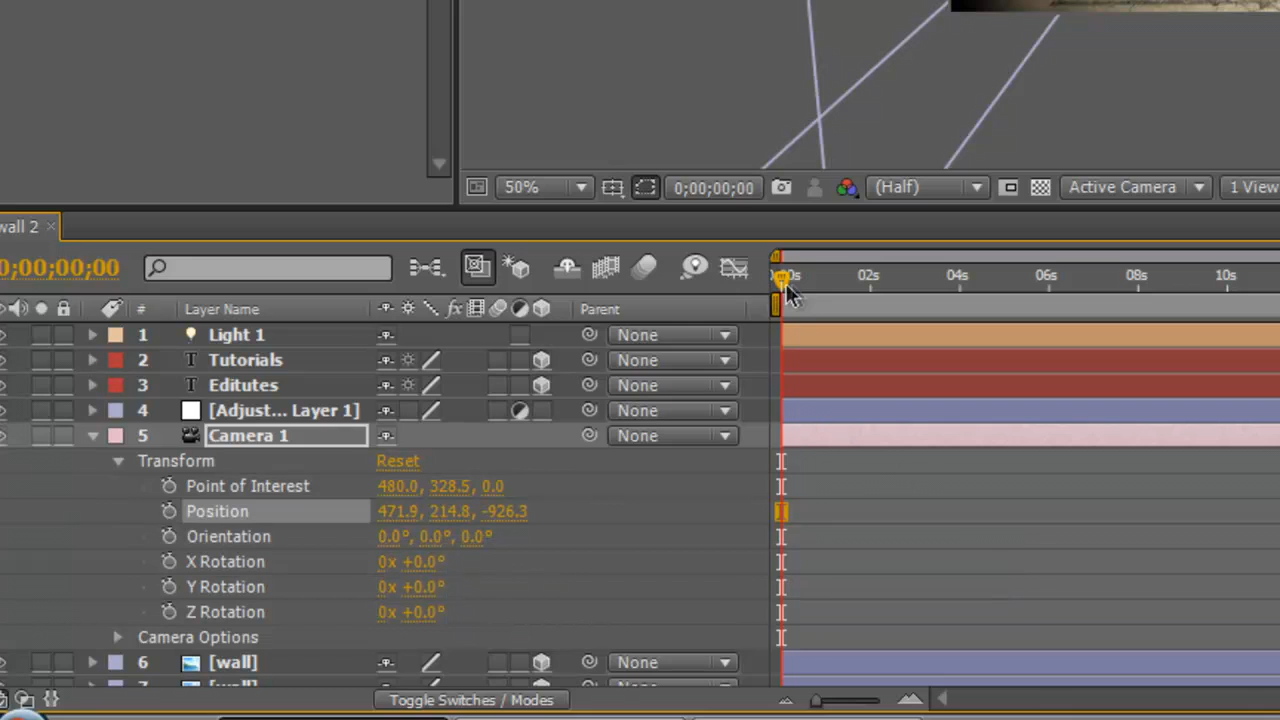 50%
0;00;00;00
(Half)
Active Camera
1 View
wall 2
0;00;00;00
02s
04s
06s
08s
10s
#
Layer Name
fx
Parent
1 Light 1 None
2 T Tutorials None
3 T Editutes None
4 [Adjust... Layer 1] None
5 Camera 1 None
Transform Reset
Point of Interest 480.0, 328.5, 0.0
Position 471.9, 214.8, -926.3
Orientation 0.0°, 0.0°, 0.0°
X Rotation 0x +0.0°
Y Rotation 0x +0.0°
Z Rotation 0x +0.0°
Camera Options
6 [wall] None
Toggle Switches / Modes